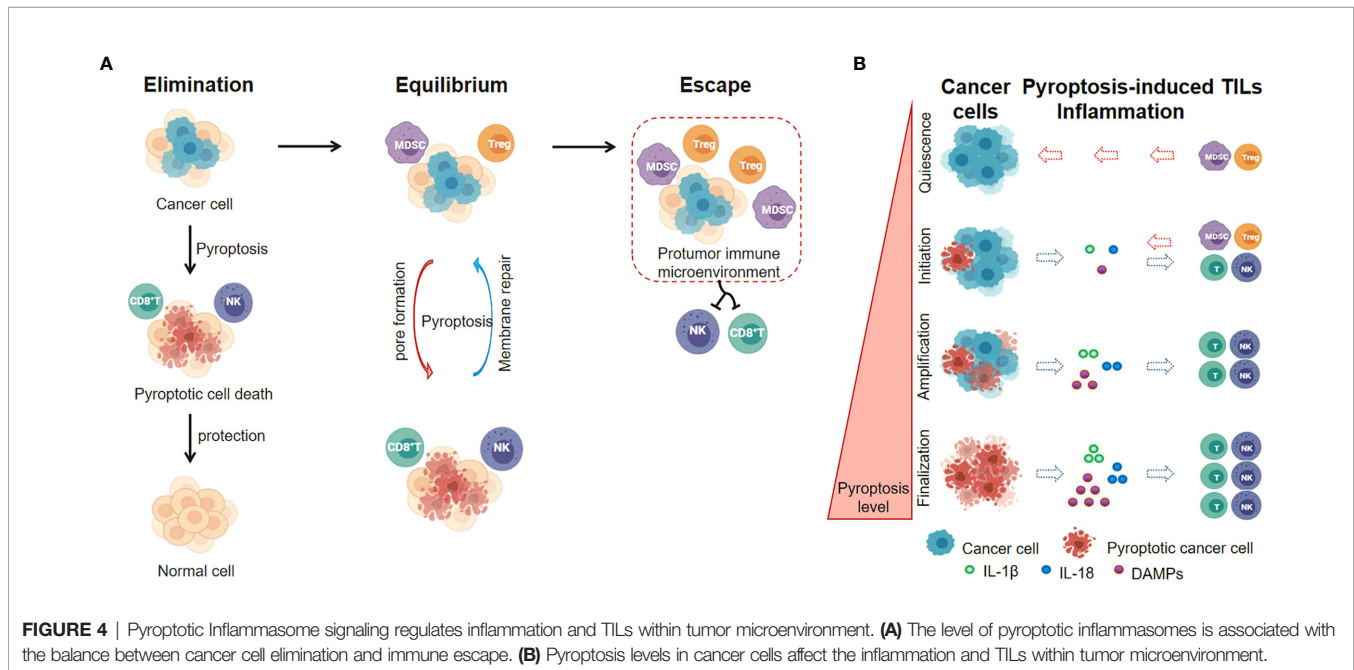 A
Elimination
Equilibrium
Escape
Cancer cell
Pyroptosis
CD8⁺T
NK
Pyroptotic cell death
protection
Normal cell
MDSC
Treg
pore formation
Pyroptosis
Membrane repair
CD8⁺T
NK
Treg
MDSC
Treg
MDSC
Protumor immune
microenvironment
NK
CD8⁺T
B
Cancer
cells
Pyroptosis-induced TILs
Inflammation
Quiescence
MDSC
Treg
Initiation
MDSC
Treg
T
NK
Amplification
T
NK
T
NK
Finalization
T
NK
T
NK
T
NK
Pyroptosis
level
Cancer cell
Pyroptotic cancer cell
IL-1β
IL-18
DAMPs
FIGURE 4 | Pyroptotic Inflammasome signaling regulates inflammation and TILs within tumor microenvironment. (A) The level of pyroptotic inflammasomes is associated with
the balance between cancer cell elimination and immune escape. (B) Pyroptosis levels in cancer cells affect the inflammation and TILs within tumor microenvironment.